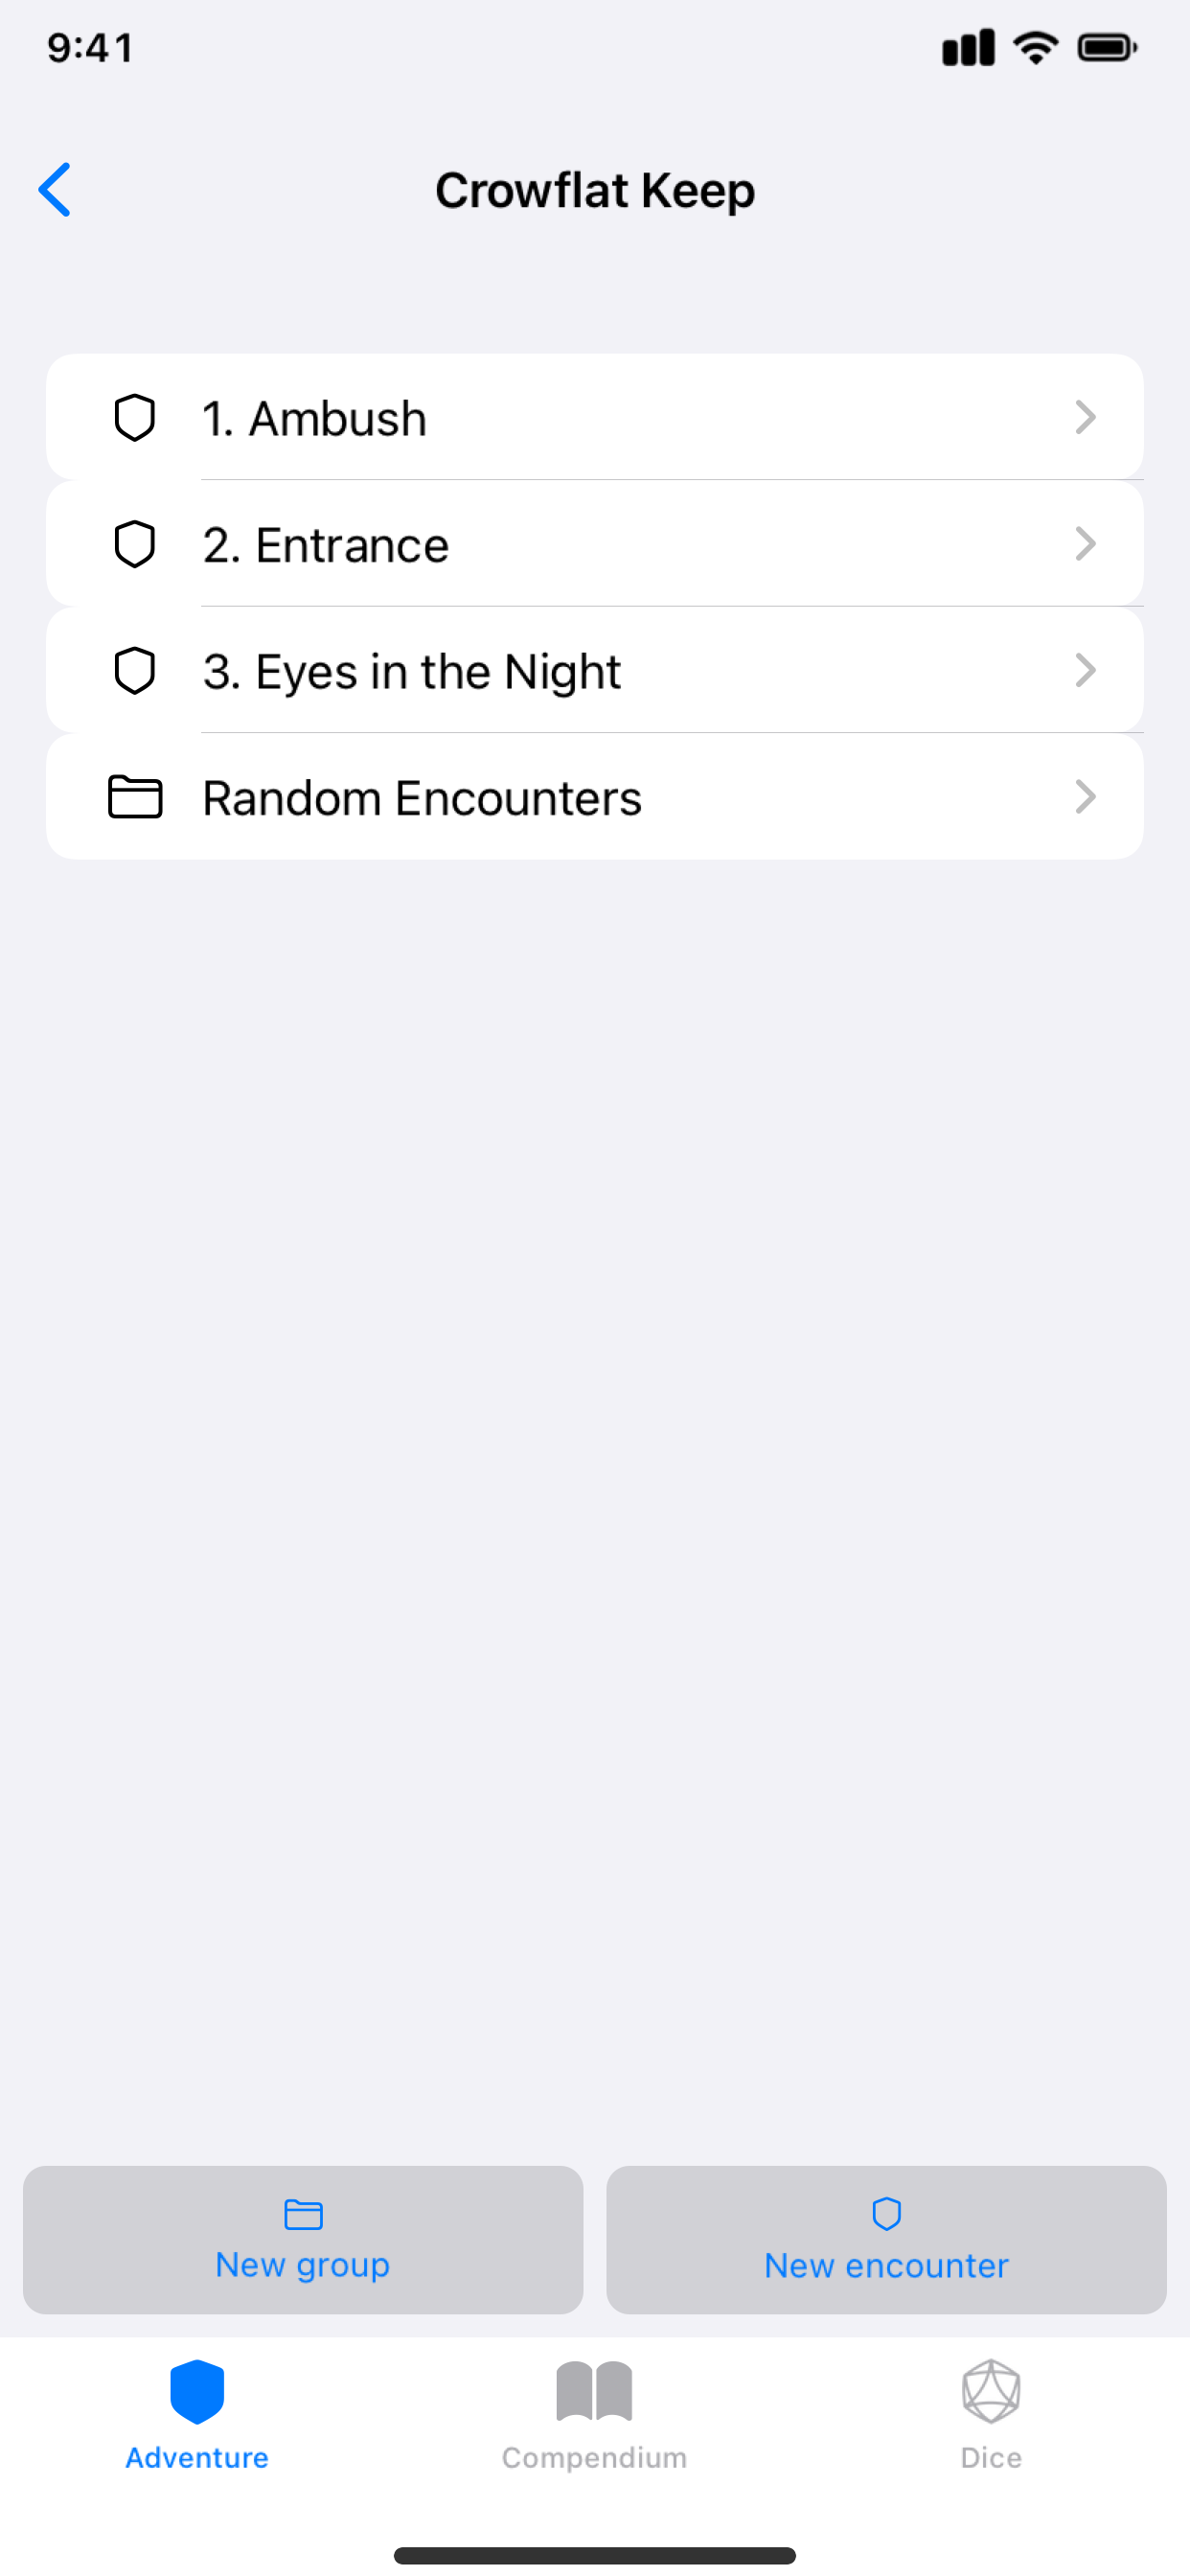 9:41
Crowflat Keep
1. Ambush
2. Entrance
3. Eyes in the Night
Random Encounters
New group
New encounter
Adventure
Compendium
Dice